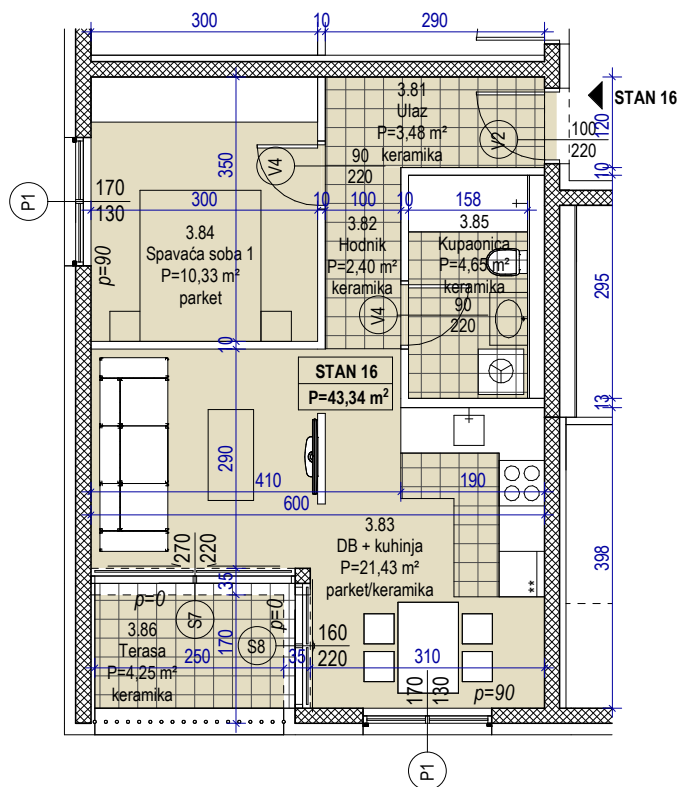 300
10
290
3.81
Ulaz
P=3,48 m²
keramika
V2
STAN 16
100
220
120
10
350
V4
90
220
P1
170
130
p=90
300
10
100
10
158
3.84
Spavaća soba 1
P=10,33 m²
parket
3.82
Hodnik
P=2,40 m²
keramika
3.85
Kupaonica
P=4,65 m²
keramika
V4
90
220
295
10
STAN 16
P=43,34 m²
13
290
410
190
600
3.83
DB + kuhinja
P=21,43 m²
parket/keramika
**
398
270
220
35
p=0
p=0
S7
S8
3.86
Terasa
P=4,25 m²
keramika
170
250
35
160
220
310
170
130
p=90
P1